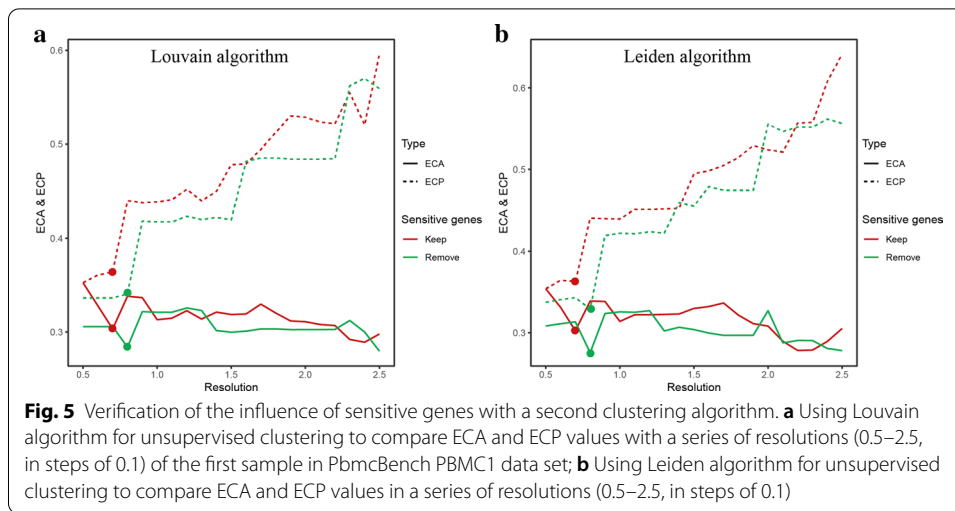 a
Louvain algorithm
0.6
0.5
0.4
0.3
ECA & ECP
0.5 1.0 1.5 2.0 2.5
Resolution
Type
ECA
ECP
Sensitive genes
Keep
Remove
b
Leiden algorithm
0.6
0.5
0.4
0.3
ECA & ECP
0.5 1.0 1.5 2.0 2.5
Resolution
Type
ECA
ECP
Sensitive genes
Keep
Remove
Fig. 5 Verification of the influence of sensitive genes with a second clustering algorithm. a Using Louvain
algorithm for unsupervised clustering to compare ECA and ECP values with a series of resolutions (0.5–2.5,
in steps of 0.1) of the first sample in PbmcBench PBMC1 data set; b Using Leiden algorithm for unsupervised
clustering to compare ECA and ECP values in a series of resolutions (0.5–2.5, in steps of 0.1)